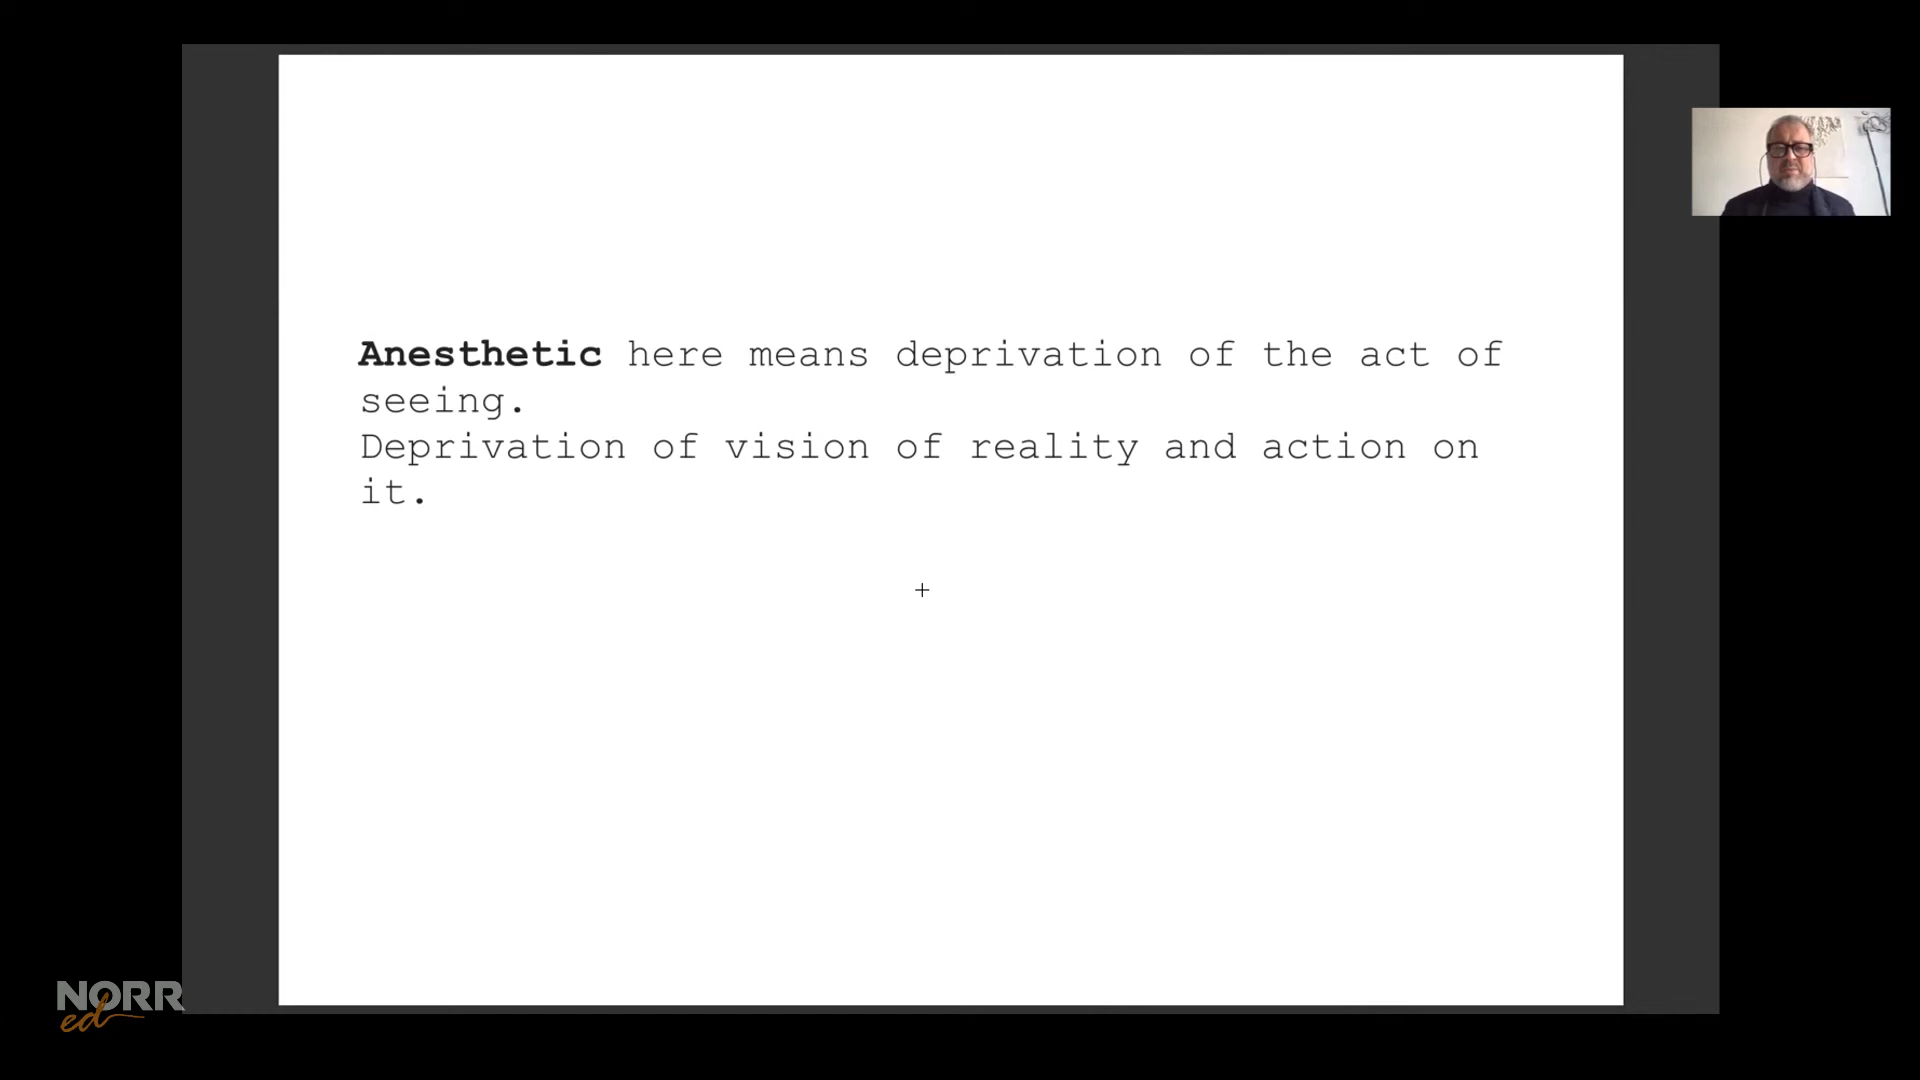 Anesthetic here means deprivation of the act of
seeing.
Deprivation of vision of reality and action on
it.
NORR
ed